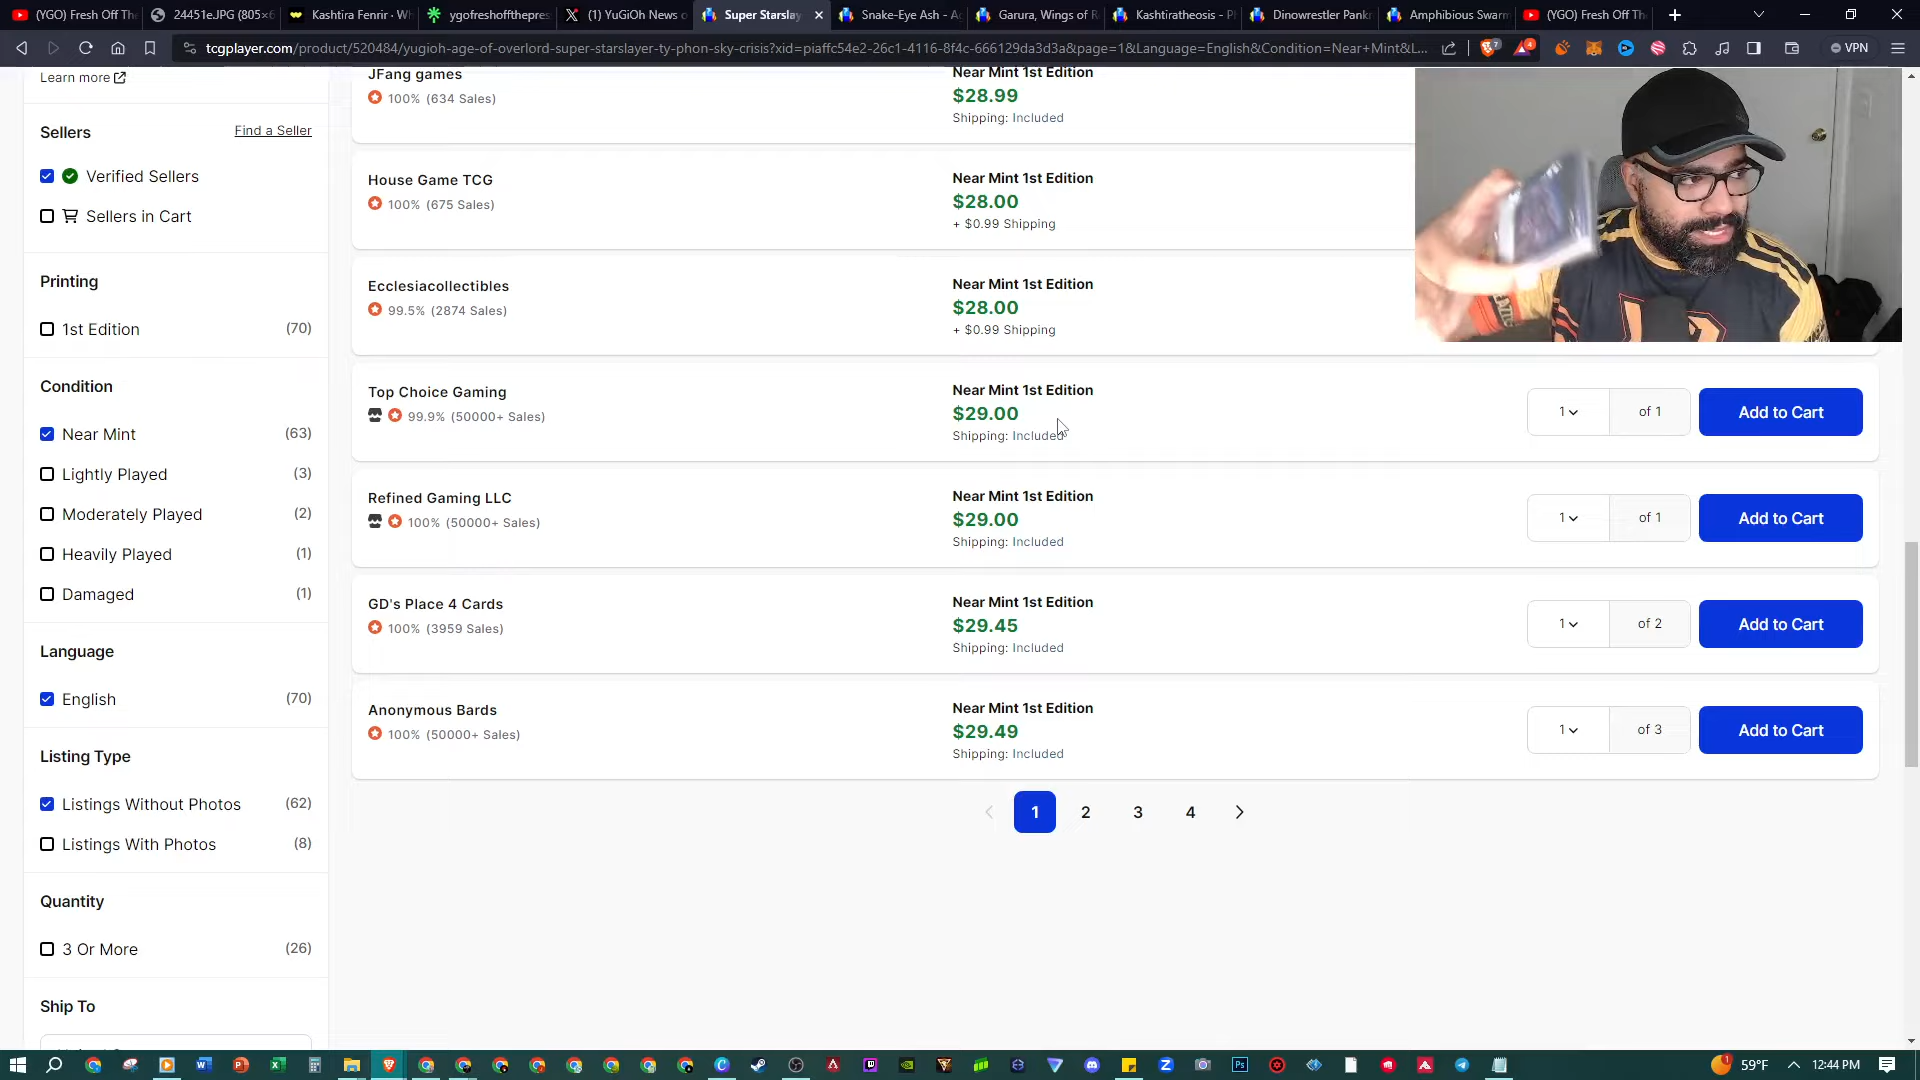 (YGO) Fresh Off The
24451e.JPG (805×6
Kashtira Fenrir - W
ygofreshoffthepres
(1) YuGiOh News o
Super Starslay
Snake-Eye Ash - A
Garura, Wings of R
Kashtiratheosis - P
Dinowrestler Pankr
Amphibious Swarm
(YGO) Fresh Off Th
tcgplayer.com/product/520484/yugioh-age-of-overlord-super-starslayer-ty-phon-sky-crisis?xid=piaffc54e2-26c1-4116-8f4c-666129da3d3a&page=1&Language=English&Condition=Near+Mint&L...
VPN
Learn more
Sellers
Find a Seller
Verified Sellers
Sellers in Cart
Printing
1st Edition (70)
Condition
Near Mint (63)
Lightly Played (3)
Moderately Played (2)
Heavily Played (1)
Damaged (1)
Language
English (70)
Listing Type
Listings Without Photos (62)
Listings With Photos (8)
Quantity
3 Or More (26)
Ship To
JFang games
100% (634 Sales)
Near Mint 1st Edition
$28.99
Shipping: Included
House Game TCG
100% (675 Sales)
Near Mint 1st Edition
$28.00
+ $0.99 Shipping
Ecclesiacollectibles
99.5% (2874 Sales)
Near Mint 1st Edition
$28.00
+ $0.99 Shipping
Top Choice Gaming
99.9% (50000+ Sales)
Near Mint 1st Edition
$29.00
Shipping: Included
1 of 1
Add to Cart
Refined Gaming LLC
100% (50000+ Sales)
Near Mint 1st Edition
$29.00
Shipping: Included
1 of 1
Add to Cart
GD's Place 4 Cards
100% (3959 Sales)
Near Mint 1st Edition
$29.45
Shipping: Included
1 of 2
Add to Cart
Anonymous Bards
100% (50000+ Sales)
Near Mint 1st Edition
$29.49
Shipping: Included
1 of 3
Add to Cart
1 2 3 4
59°F
12:44 PM